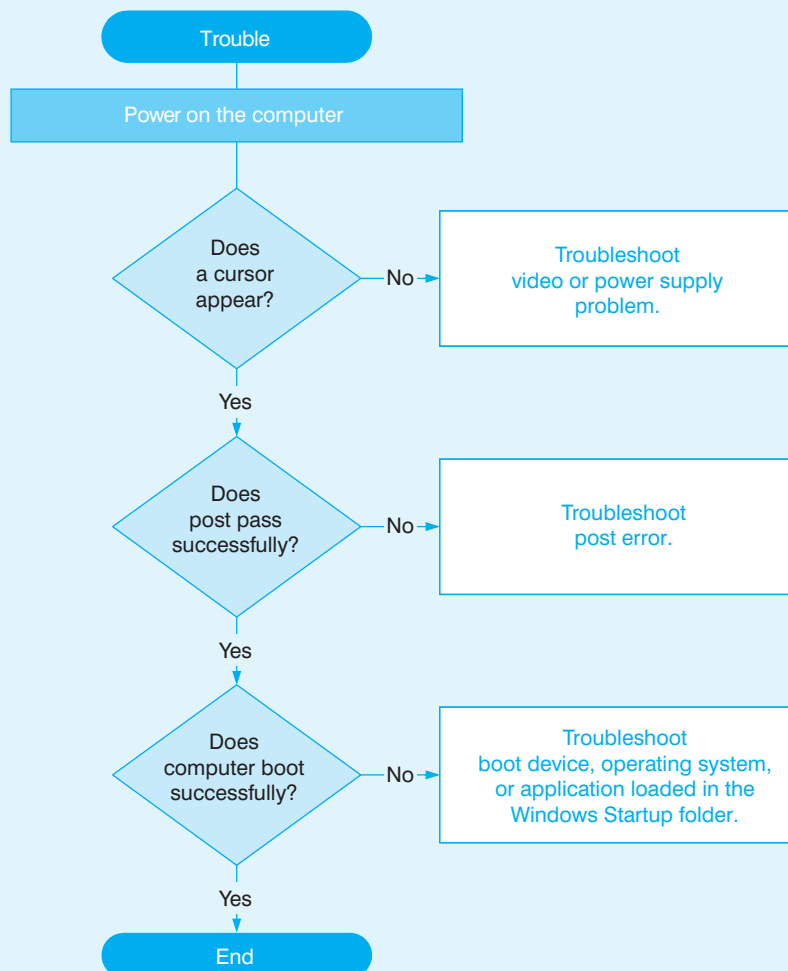 Trouble
Power on the computer
Does
a cursor
appear?
No
Troubleshoot
video or power supply
problem.
Yes
Does
post pass
successfully?
No
Troubleshoot
post error.
Yes
Does
computer boot
successfully?
No
Troubleshoot
boot device, operating system,
or application loaded in the
Windows Startup folder.
Yes
End